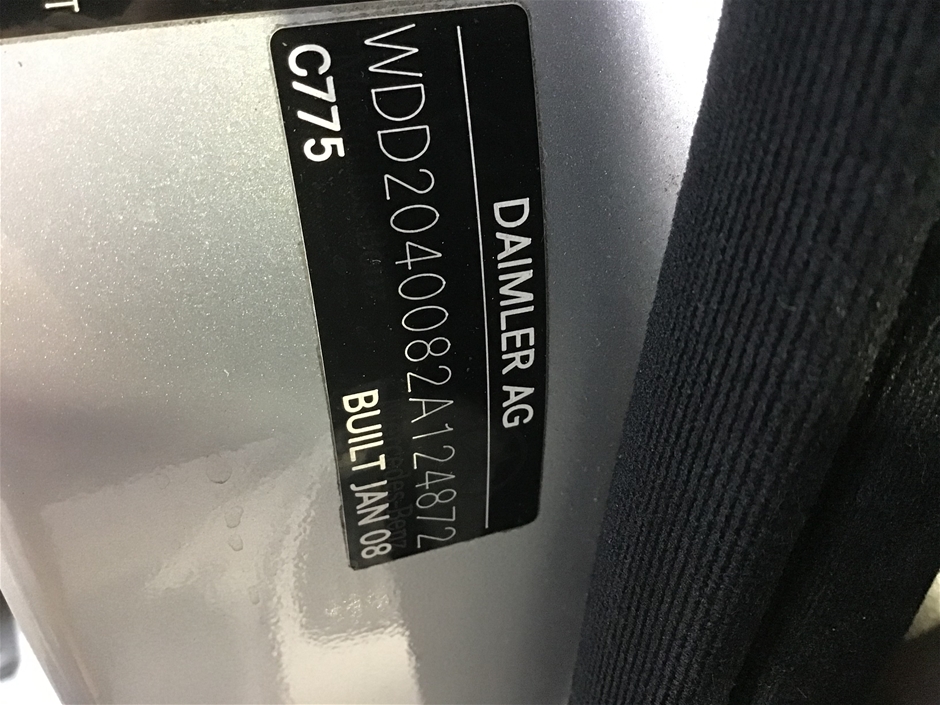 DAIMLER AG
WDD2040082A124872
C775 BUILT JAN 08